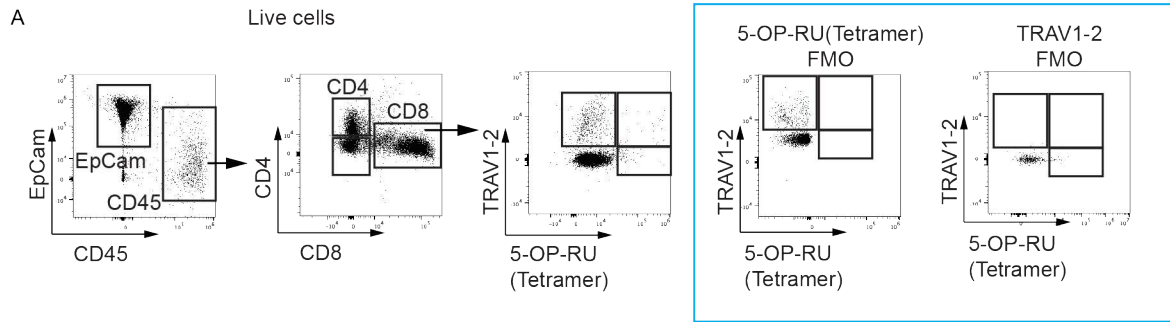 A
Live cells
5-OP-RU(Tetramer)
FMO
TRAV1-2
FMO
EpCam
CD45
EpCam
CD45
CD4
CD8
CD4
CD8
TRAV1-2
5-OP-RU
(Tetramer)
TRAV1-2
5-OP-RU
(Tetramer)
TRAV1-2
5-OP-RU
(Tetramer)